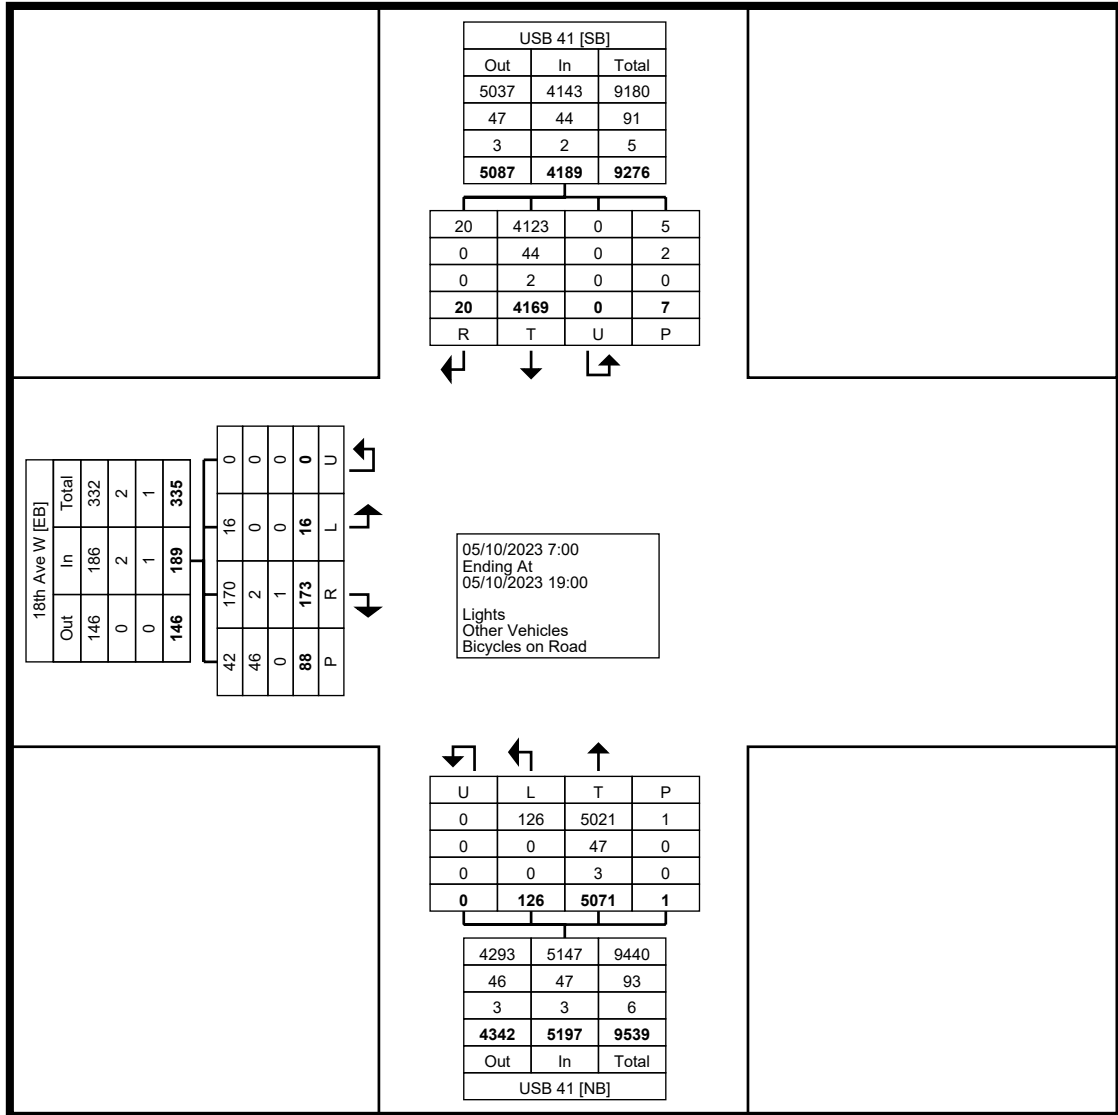 USB 41 [SB]
Out In Total
5037 4143 9180
47 44 91
3 2 5
5087 4189 9276
20 4123 0 5
0 44 0 2
0 2 0 0
20 4169 0 7
R T U P
18th Ave W [EB]
Out In Total
146 186 332
0 2 2
0 1 1
146 189 335
42 170 16 0
46 2 0 0
0 1 0 0
88 173 16 0
P R L U
05/10/2023 7:00
Ending At
05/10/2023 19:00
Lights
Other Vehicles
Bicycles on Road
U L T P
0 126 5021 1
0 0 47 0
0 0 3 0
0 126 5071 1
4293 5147 9440
46 47 93
3 3 6
4342 5197 9539
Out In Total
USB 41 [NB]